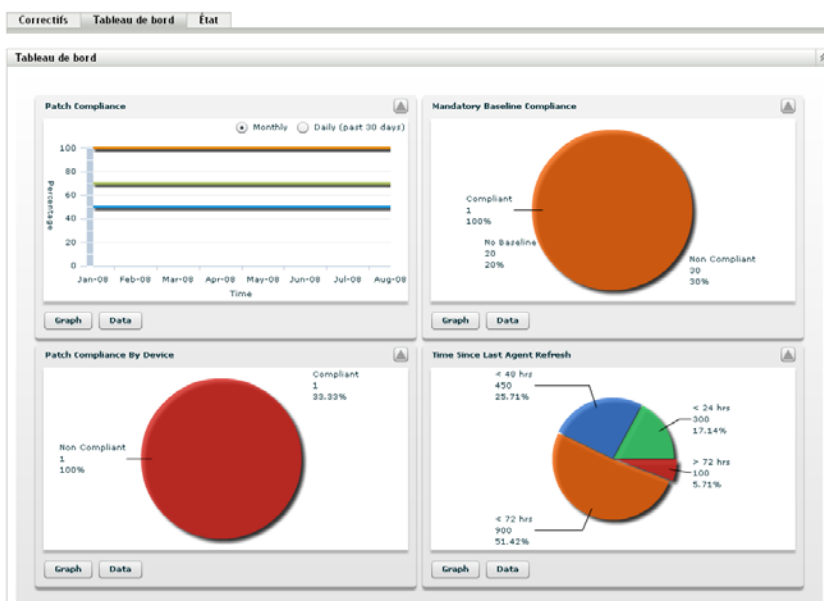 Correctifs Tableau de bord État
Tableau de bord
Patch Compliance
Monthly Daily (past 30 days)
100
80
60
40
20
0
Percentage
Jan-08 Feb-08 Mar-08 Apr-08 May-08 Jun-08 Jul-08 Aug-08
Time
Graph Data
Mandatory Baseline Compliance
Compliant
1
100%
No Baseline
20
20%
Non Compliant
30
30%
Graph Data
Patch Compliance By Device
Compliant
1
33.33%
Non Compliant
1
100%
Graph Data
Time Since Last Agent Refresh
< 48 hrs
450
25.71%
< 24 hrs
300
17.14%
> 72 hrs
100
5.71%
< 72 hrs
900
51.42%
Graph Data